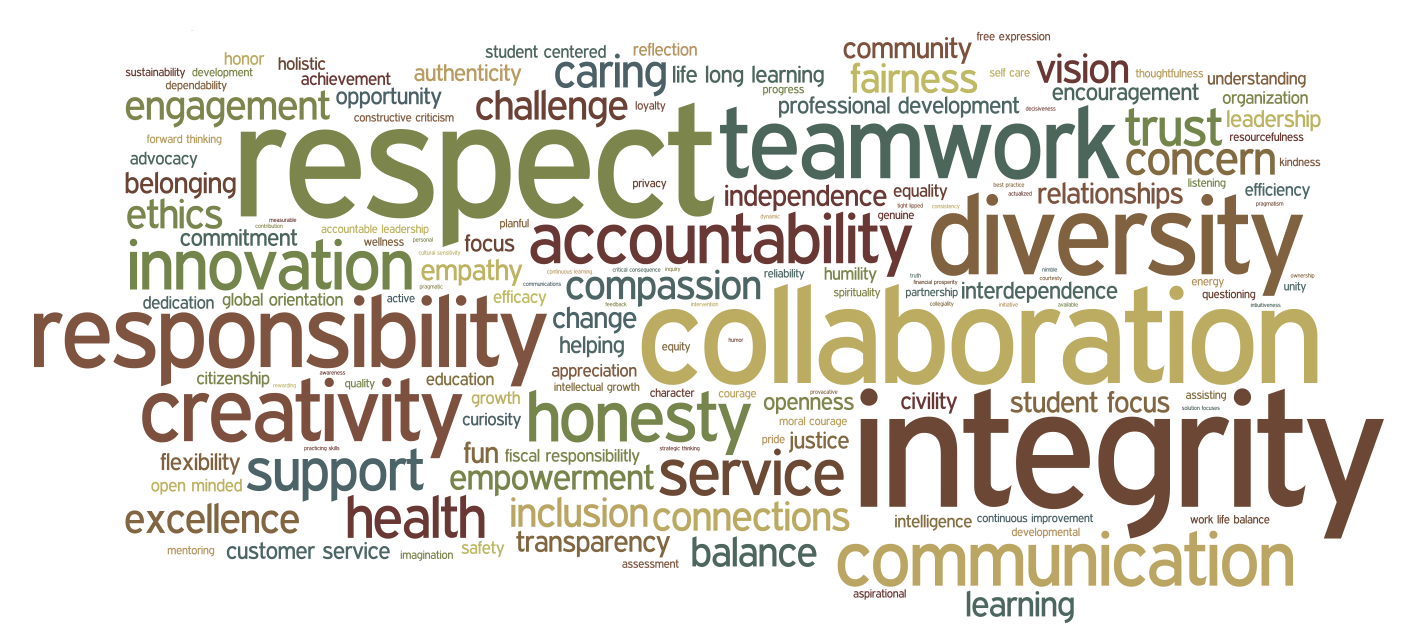 free expression
student centered
reflection
community
honor
holistic
caring
life long learning
fairness
self care
vision
thoughtfulness
understanding
sustainability
development
achievement
authenticity
dependability
progress
encouragement
engagement
opportunity
challenge
loyalty
professional development
decisiveness
organization
constructive criticism
respect
teamwork
trust
leadership
forward thinking
resourcefulness
advocacy
concern
kindness
belonging
privacy
independence
equality
best practice
actualized
relationships
listening
efficiency
ethics
measurable
contribution
planful
tight lipped
consistency
diversity
pragmatism
accountable leadership
dynamic
genuine
commitment
wellness
personal
focus
accountability
innovation
cultural sensitivity
empathy
continuous learning
critical consequence
inquiry
reliability
humility
truth
nimble
courtesy
ownership
pragmatic
communications
compassion
financial prosperity
energy
unity
dedication
global orientation
active
efficacy
spirituality
partnership
interdependence
questioning
feedback
intervention
collegiality
initiative
available
intuitiveness
responsibility
change
collaboration
helping
equity
humor
citizenship
awareness
rewarding
quality
education
appreciation
intellectual growth
creativity
growth
character
courage
provocative
openness
civility
student focus
assisting
solution focuses
curiosity
honesty
moral courage
integrity
practicing skills
strategic thinking
pride
justice
flexibility
support
fun
fiscal responsibilitly
open minded
empowerment
service
excellence
health
inclusion
connections
intelligence
continuous improvement
work life balance
developmental
mentoring
customer service
imagination
safety
transparency
assessment
balance
communication
aspirational
learning